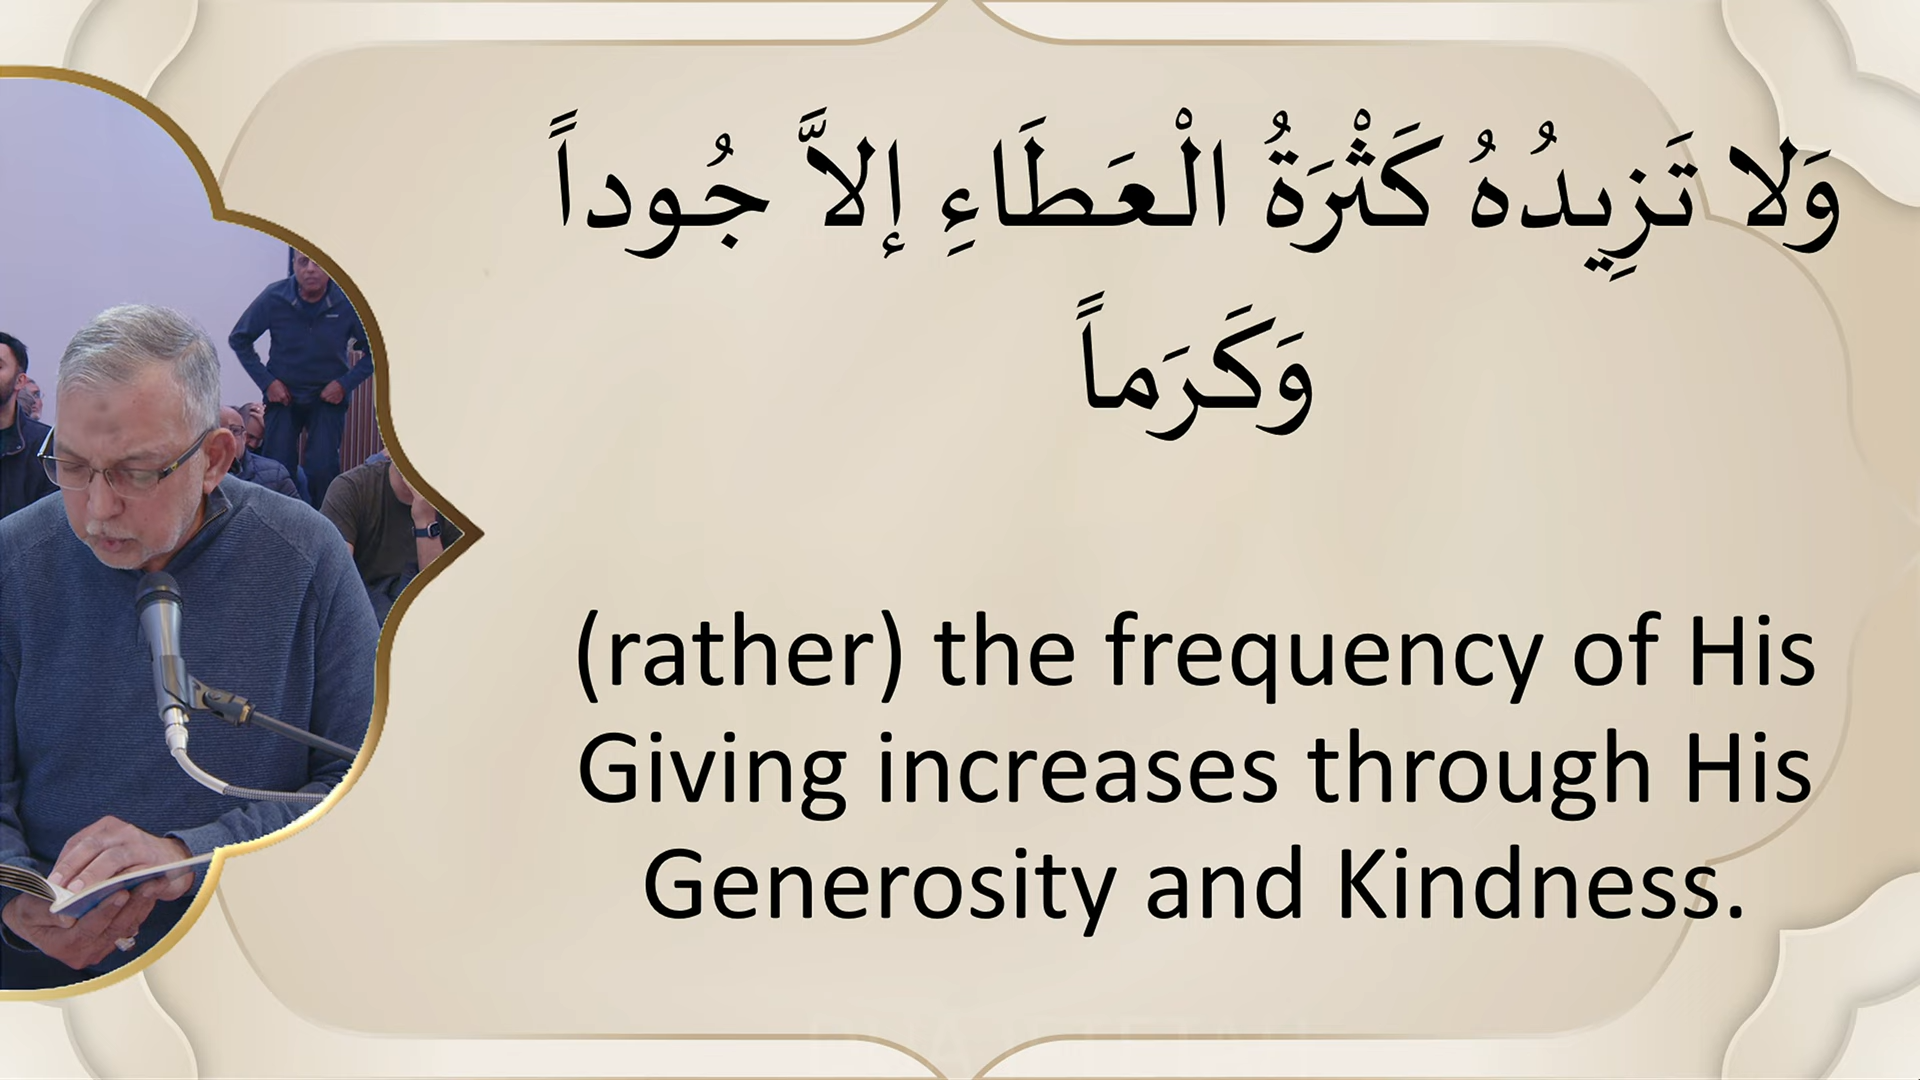 وَلا تَزِيدُهُ كَثْرَةُ الْعَطَاءِ إلاَّ جُوداً
وَكَرَماً
(rather) the frequency of His
Giving increases through His
Generosity and Kindness.